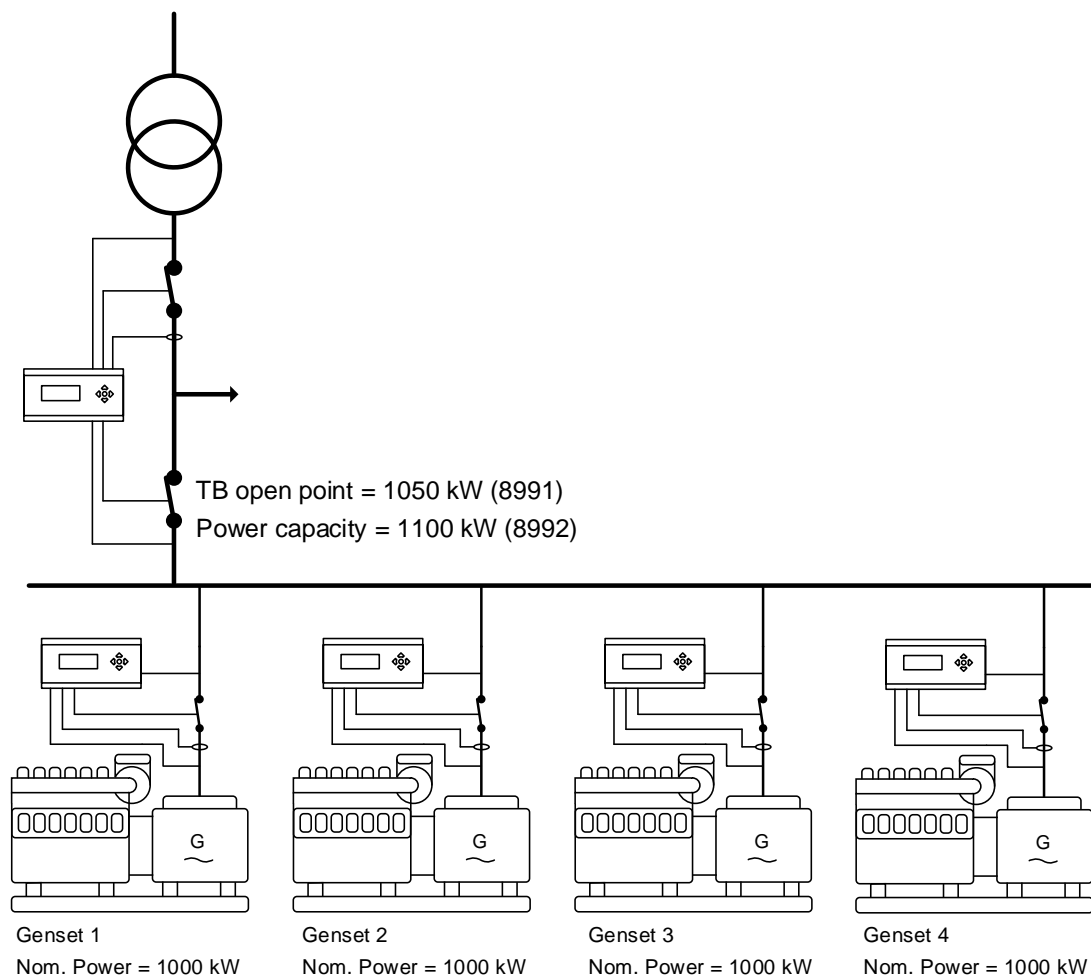 TB open point = 1050 kW (8991)
Power capacity = 1100 kW (8992)
G
G
G
G
Genset 1
Genset 2
Genset 3
Genset 4
Nom. Power = 1000 kW
Nom. Power = 1000 kW
Nom. Power = 1000 kW
Nom. Power = 1000 kW